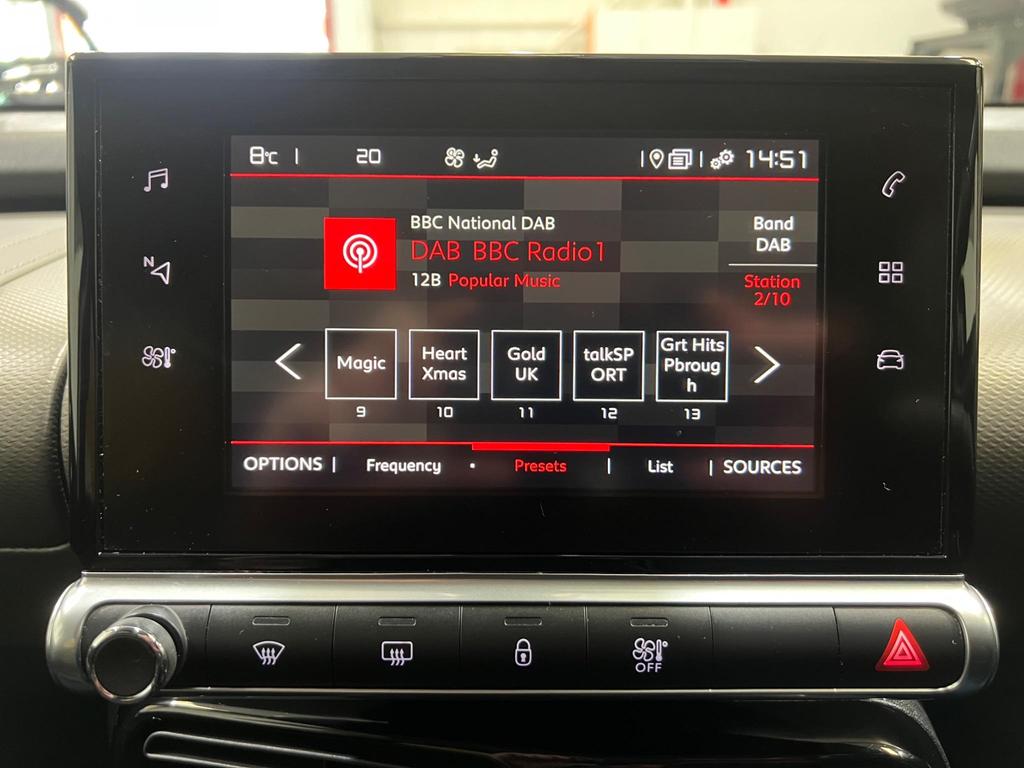 8°C | 20 14:51
N
BBC National DAB
DAB BBC Radio1
12B Popular Music
Band
DAB
Station
2/10
Magic
Heart
Xmas
Gold
UK
talkSP
ORT
Grt Hits
Pbroug
h
9 10 11 12 13
OPTIONS | Frequency • Presets | List | SOURCES
OFF